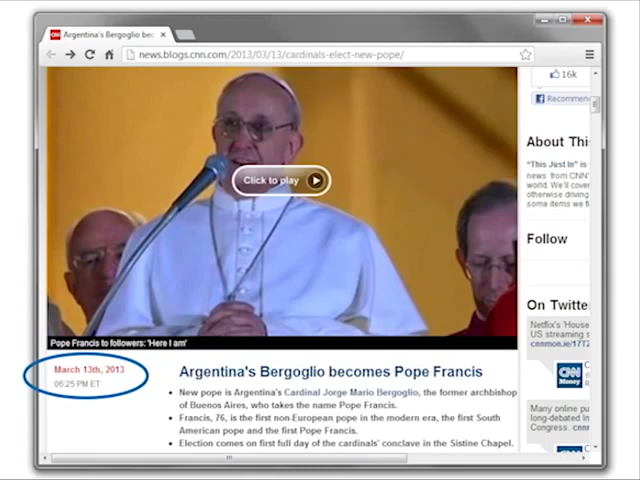 Argentina's Bergoglio bec
news.blogs.cnn.com/2013/03/13/cardinals-elect-new-pope/
16k
Recommen
Click to play
Pope Francis to followers: 'Here I am'
March 13th, 2013
06:25 PM ET
Argentina's Bergoglio becomes Pope Francis
• New pope is Argentina's Cardinal Jorge Mario Bergoglio, the former archbishop
of Buenos Aires, who takes the name Pope Francis.
• Francis, 76, is the first non-European pope in the modern era, the first South
American pope and the first Pope Francis.
• Election comes on first full day of the cardinals' conclave in the Sistine Chapel.
About Thi
"This Just In" is
news from CNN
world. We'll cove
otherwise driving
some items we f
Follow
On Twitte
Netflix's 'House
US streaming s
cnnmon.ie/17T2
CNN
Money
Many online pu
long-debated In
Congress. cnnm
CNN